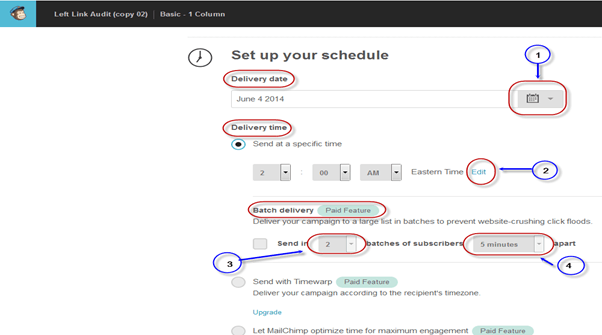 Left Link Audit (copy 02) Basic - 1 Column
Set up your schedule
1
Delivery date
June 4 2014
Delivery time
Send at a specific time
2 : 00 AM Eastern Time Edit 2
Batch delivery Paid Feature
Deliver your campaign to a large list in batches to prevent website-crushing click floods.
Send in 2 batches of subscribers 5 minutes apart
3
4
Send with Timewarp Paid Feature
Deliver your campaign according to the recipient's timezone.
Upgrade
Let MailChimp optimize time for maximum engagement Paid Feature